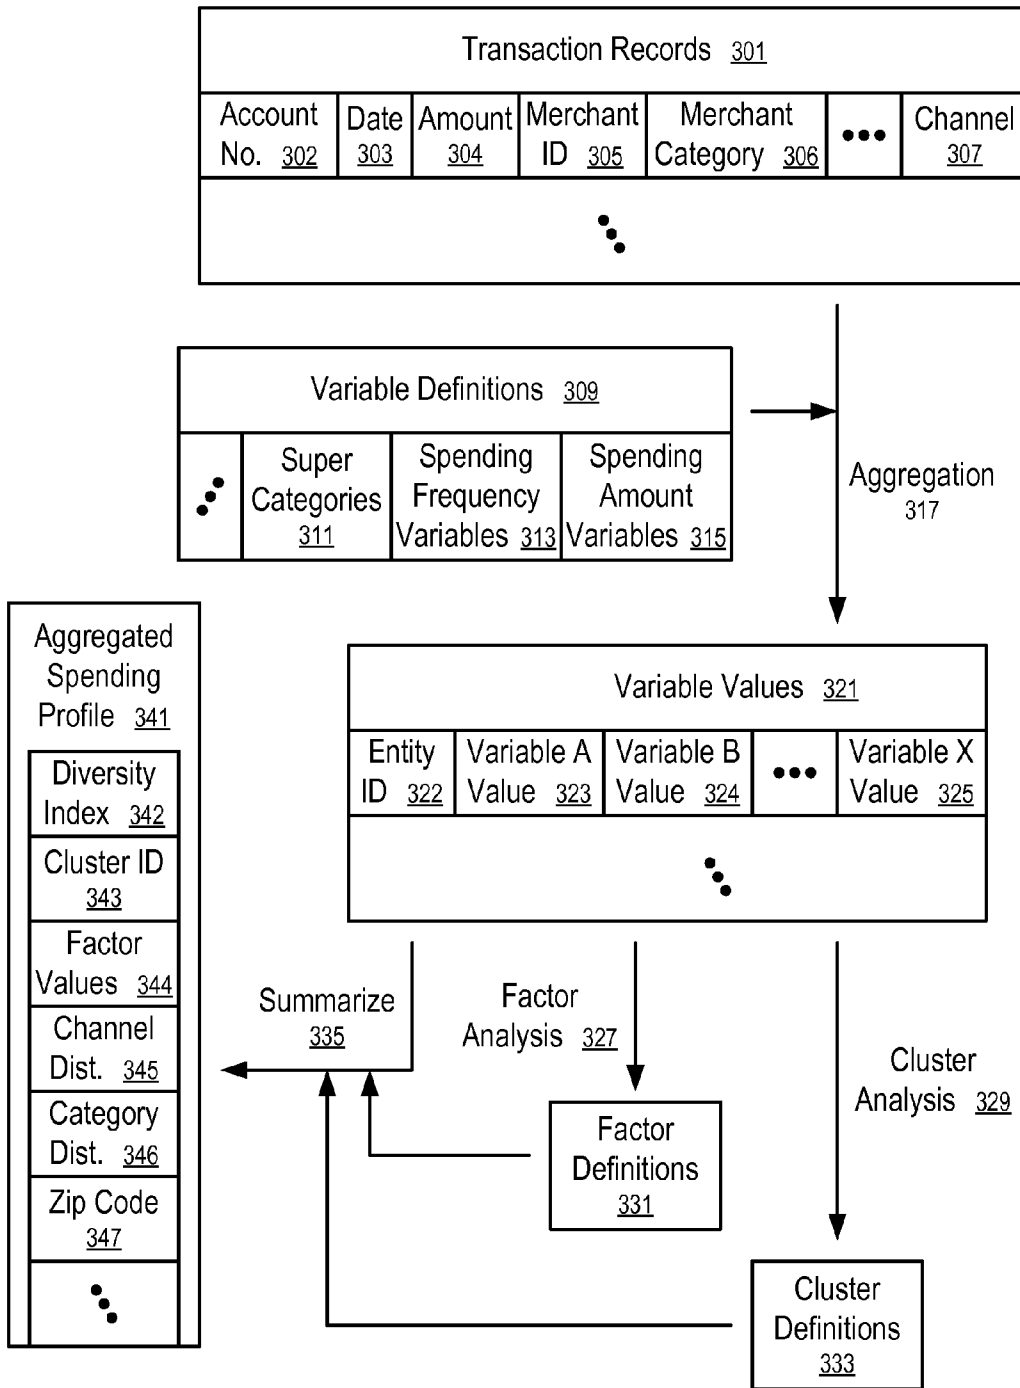 Transaction Records 301
Account No. 302
Date 303
Amount 304
Merchant ID 305
Merchant Category 306
•••
Channel 307
Variable Definitions 309
Super Categories 311
Spending Frequency Variables 313
Spending Amount Variables 315
Aggregation 317
Aggregated Spending Profile 341
Diversity Index 342
Cluster ID 343
Factor Values 344
Channel Dist. 345
Category Dist. 346
Zip Code 347
Variable Values 321
Entity ID 322
Variable A Value 323
Variable B Value 324
•••
Variable X Value 325
Summarize 335
Factor Analysis 327
Cluster Analysis 329
Factor Definitions 331
Cluster Definitions 333